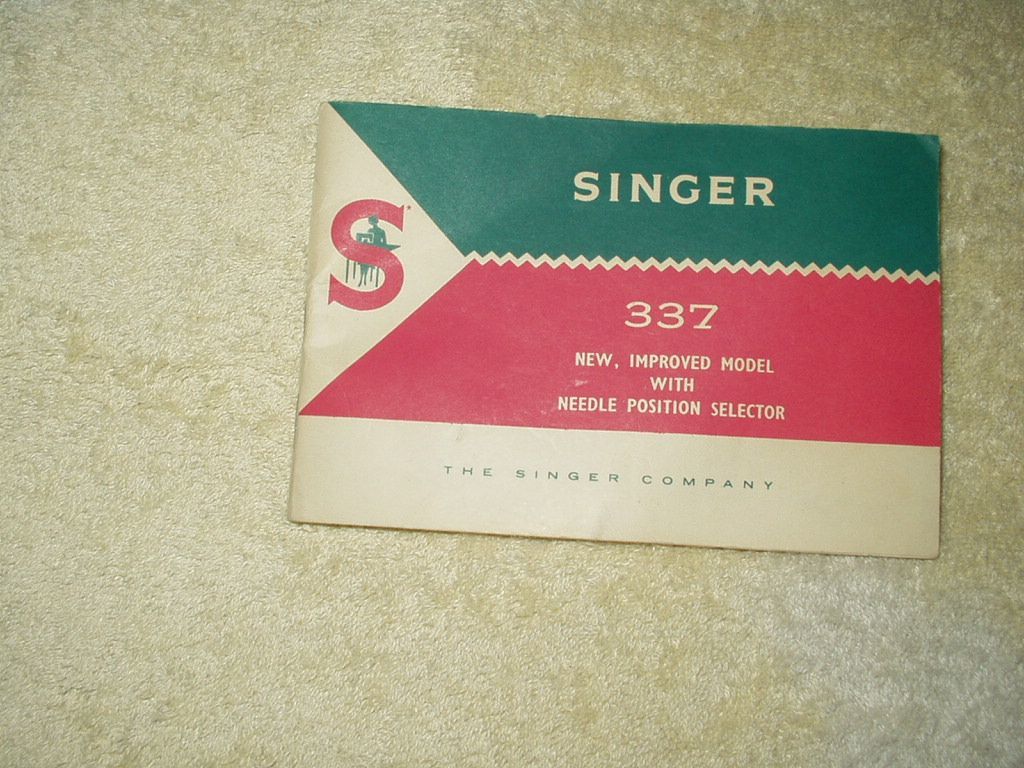 S
SINGER
337
NEW, IMPROVED MODEL
WITH
NEEDLE POSITION SELECTOR
THE SINGER COMPANY